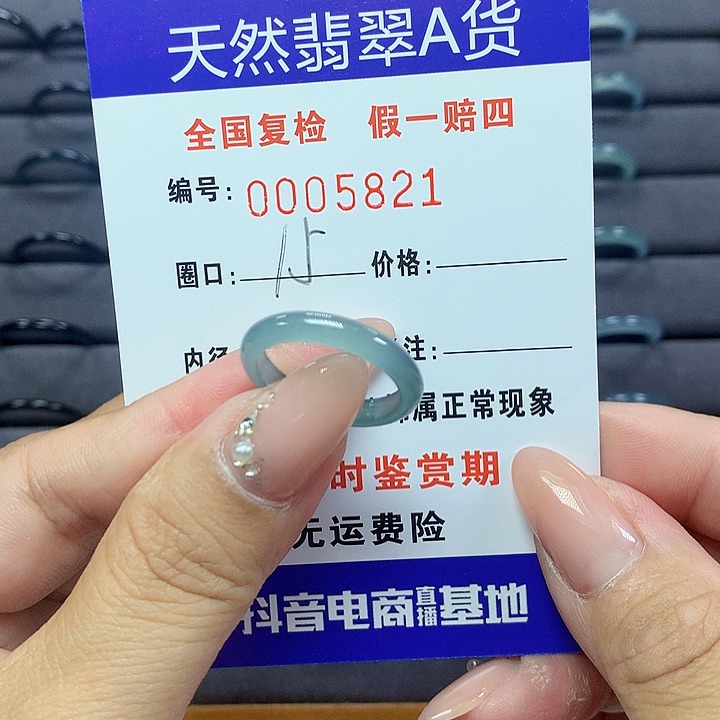 天然翡翠A货
全国复检 假一赔四
编号: 0005821
圈口: 15 价格:
内径 注:
属正常现象
时鉴赏期
无运费险
抖音电商直播基地